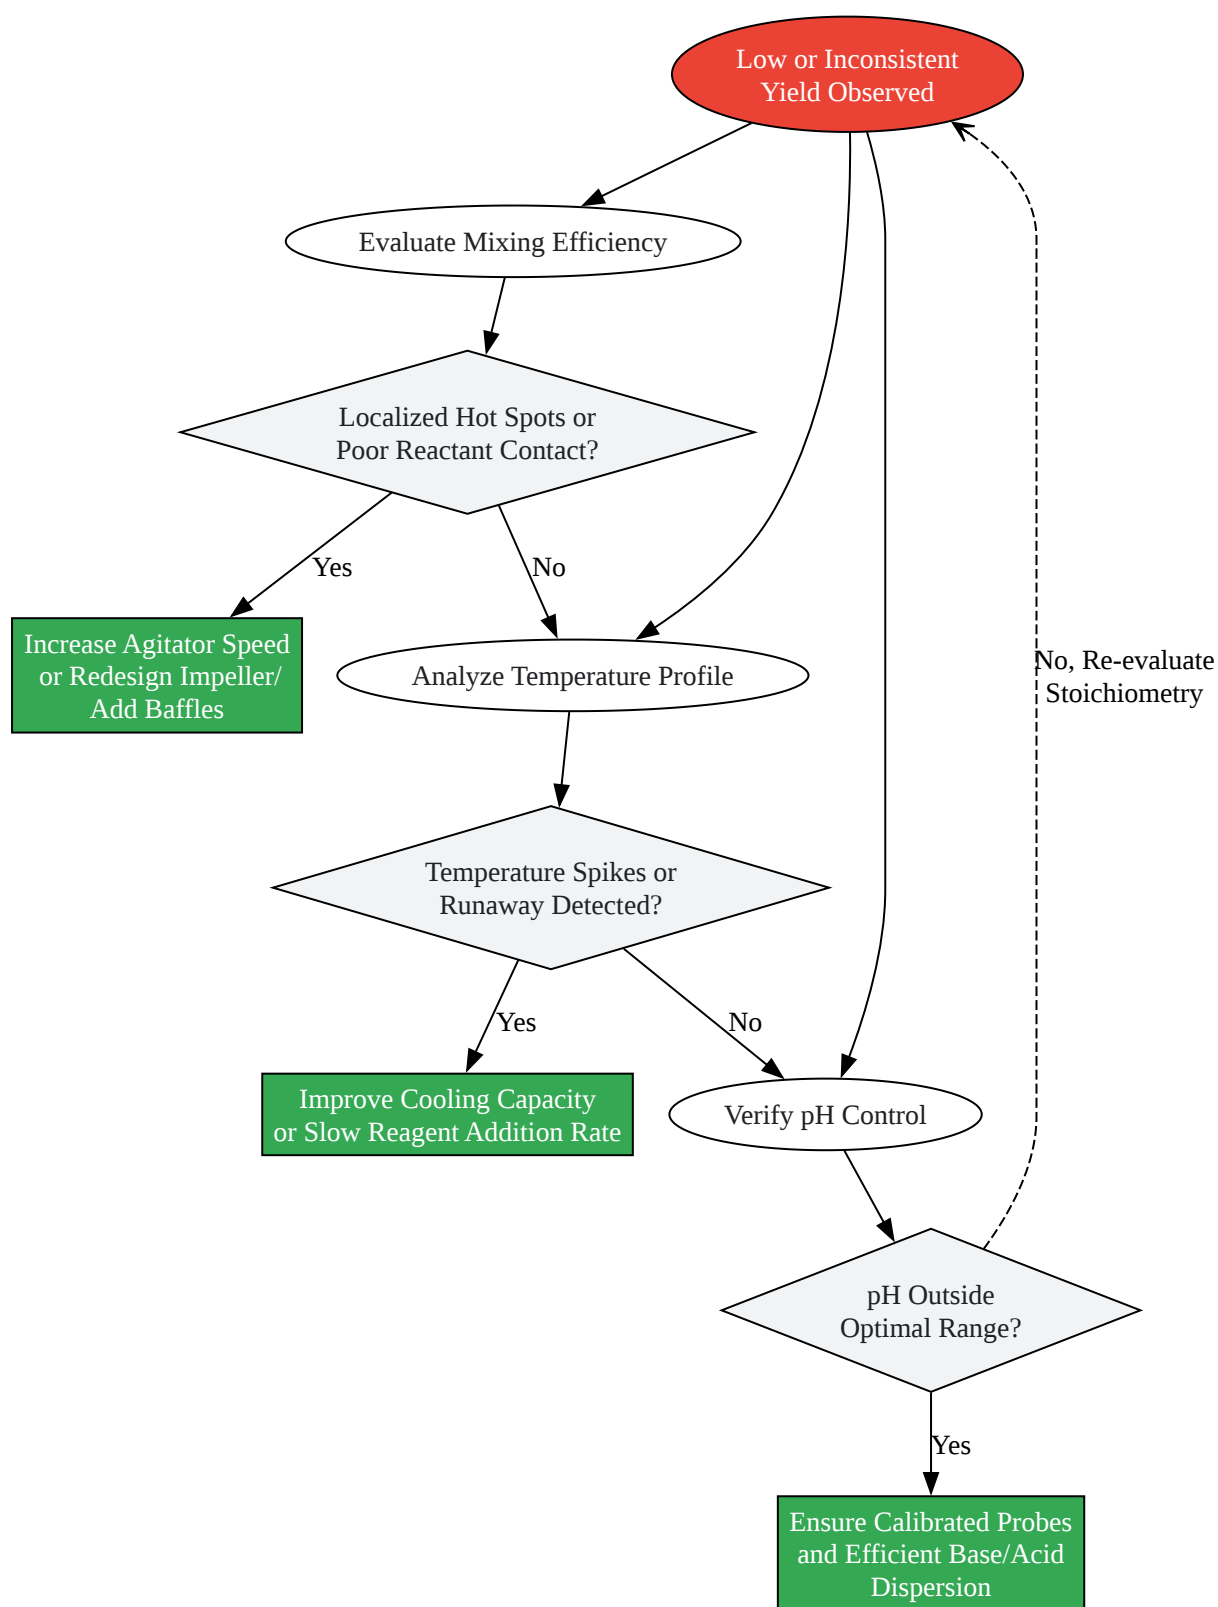 Low or Inconsistent
Yield Observed
Evaluate Mixing Efficiency
Localized Hot Spots or
Poor Reactant Contact?
Yes
No
Increase Agitator Speed
or Redesign Impeller/
Add Baffles
Analyze Temperature Profile
No, Re-evaluate
Stoichiometry
Temperature Spikes or
Runaway Detected?
Yes
No
Improve Cooling Capacity
or Slow Reagent Addition Rate
Verify pH Control
pH Outside
Optimal Range?
Yes
Ensure Calibrated Probes
and Efficient Base/Acid
Dispersion